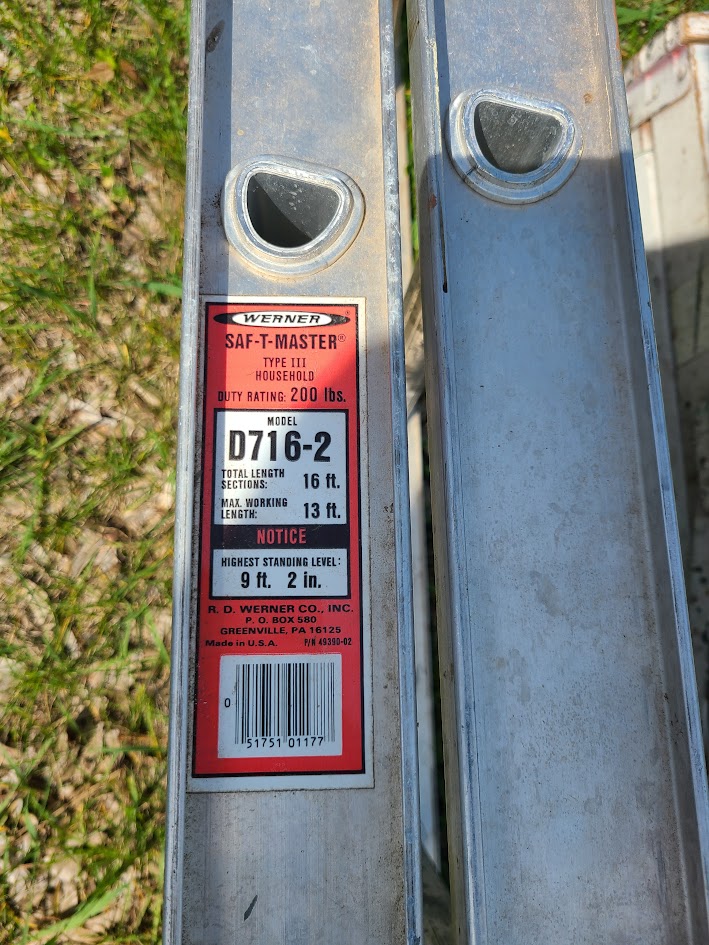 WERNER ®
SAF-T-MASTER®
TYPE III
HOUSEHOLD
DUTY RATING: 200 lbs.
MODEL
D716-2
TOTAL LENGTH
SECTIONS: 16 ft.
MAX. WORKING
LENGTH: 13 ft.
NOTICE
HIGHEST STANDING LEVEL:
9 ft. 2 in.
R. D. WERNER CO., INC.
P. O. BOX 580
GREENVILLE, PA 16125
Made in U.S.A. P/N 49390-02
0 51751 01177